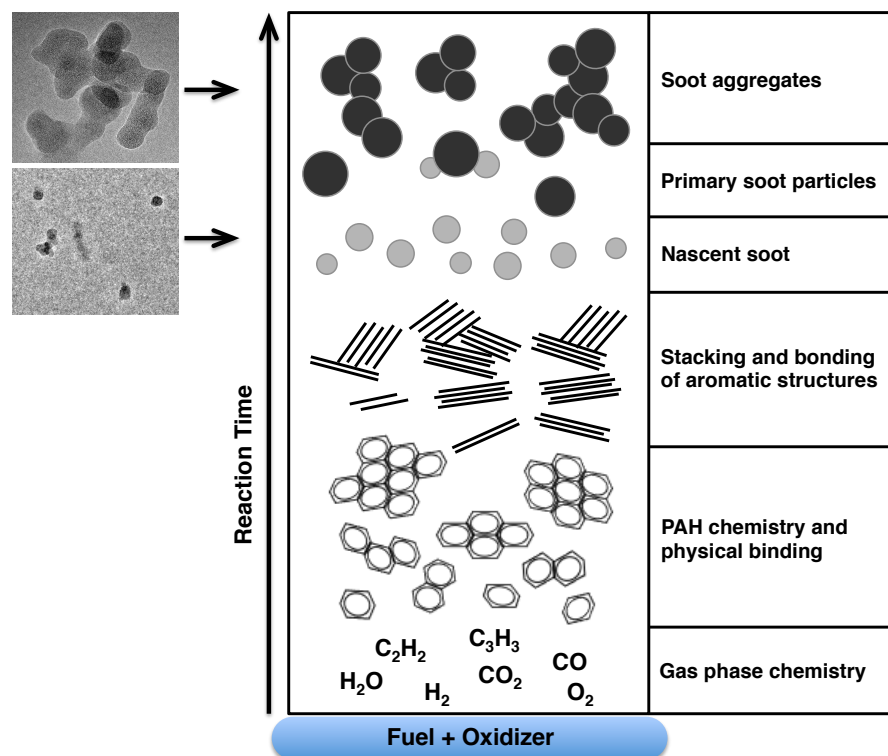 Soot aggregates
Primary soot particles
Nascent soot
Stacking and bonding
of aromatic structures
PAH chemistry and
physical binding
Gas phase chemistry
Reaction Time
C₂H₂
C₃H₃
H₂O
H₂
CO₂
CO
O₂
Fuel + Oxidizer